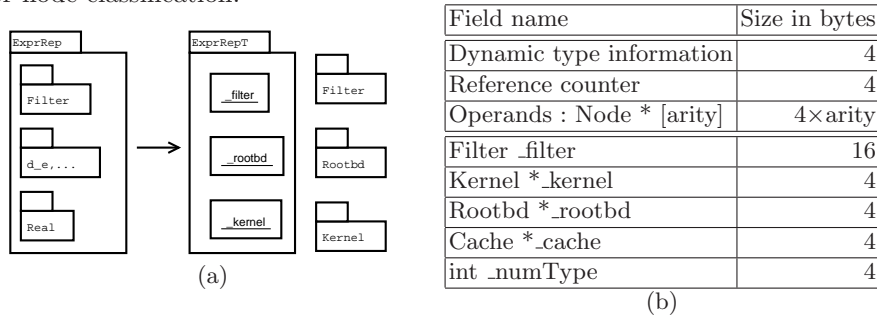 er node classification.
ExprRep
Filter
d_e,...
Real
ExprRepT
_filter
_rootbd
_kernel
Filter
Rootbd
Kernel
(a)
Field name Size in bytes
Dynamic type information 4
Reference counter 4
Operands : Node * [arity] 4×arity
Filter _filter 16
Kernel *_kernel 4
Rootbd *_rootbd 4
Cache *_cache 4
int _numType 4
(b)